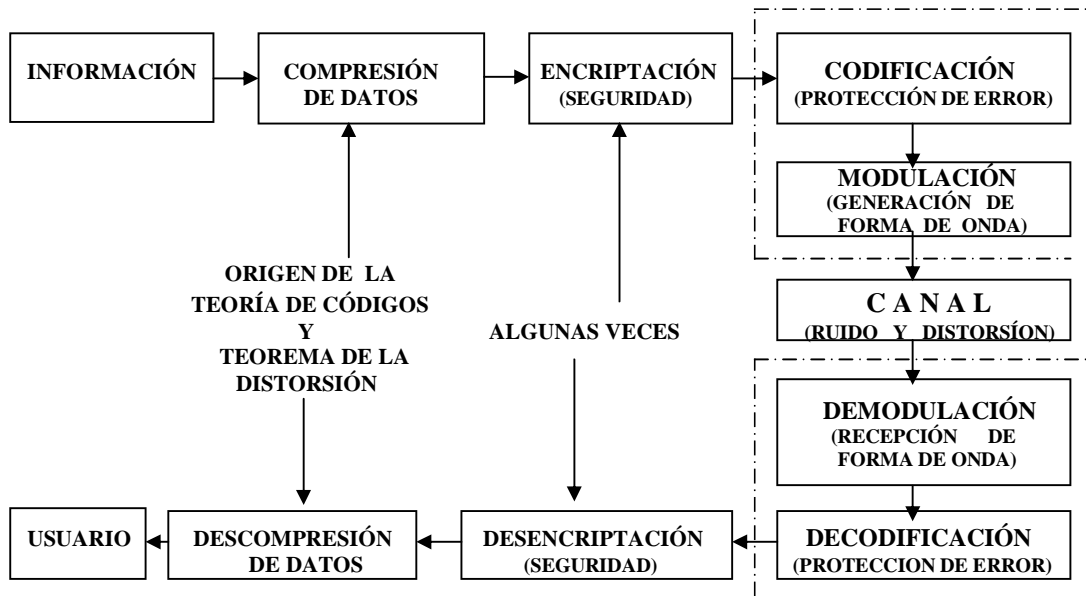 INFORMACIÓN
COMPRESIÓN
DE DATOS
ENCRIPTACIÓN
(SEGURIDAD)
CODIFICACIÓN
(PROTECCIÓN DE ERROR)
MODULACIÓN
(GENERACIÓN DE
FORMA DE ONDA)
ORIGEN DE LA
TEORÍA DE CÓDIGOS
Y
TEOREMA DE LA
DISTORSIÓN
ALGUNAS VECES
C A N A L
(RUIDO Y DISTORSÍON)
DEMODULACIÓN
(RECEPCIÓN DE
FORMA DE ONDA)
USUARIO
DESCOMPRESIÓN
DE DATOS
DESENCRIPTACIÓN
(SEGURIDAD)
DECODIFICACIÓN
(PROTECCION DE ERROR)